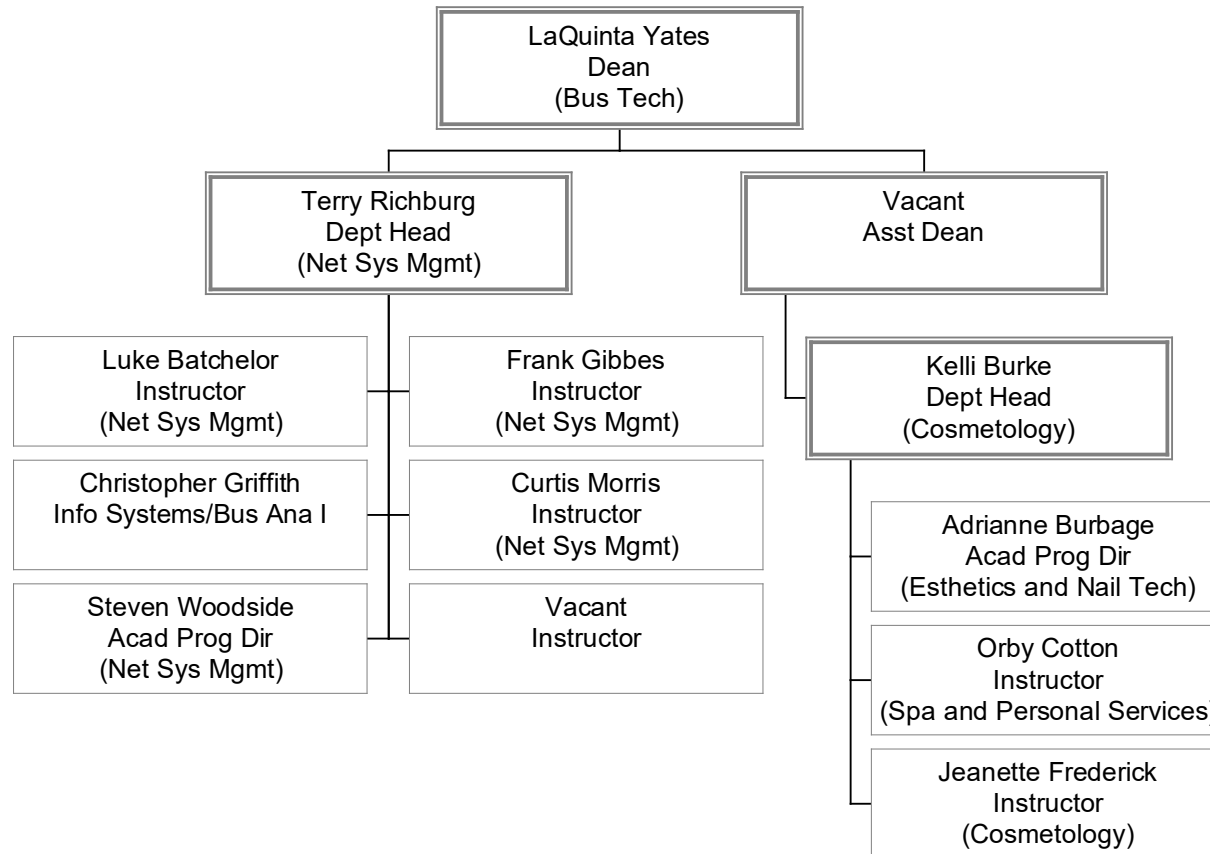 LaQuinta Yates
Dean
(Bus Tech)
Terry Richburg
Dept Head
(Net Sys Mgmt)
Vacant
Asst Dean
Luke Batchelor
Instructor
(Net Sys Mgmt)
Frank Gibbes
Instructor
(Net Sys Mgmt)
Kelli Burke
Dept Head
(Cosmetology)
Christopher Griffith
Info Systems/Bus Ana I
Curtis Morris
Instructor
(Net Sys Mgmt)
Adrianne Burbage
Acad Prog Dir
(Esthetics and Nail Tech)
Steven Woodside
Acad Prog Dir
(Net Sys Mgmt)
Vacant
Instructor
Orby Cotton
Instructor
(Spa and Personal Services)
Jeanette Frederick
Instructor
(Cosmetology)